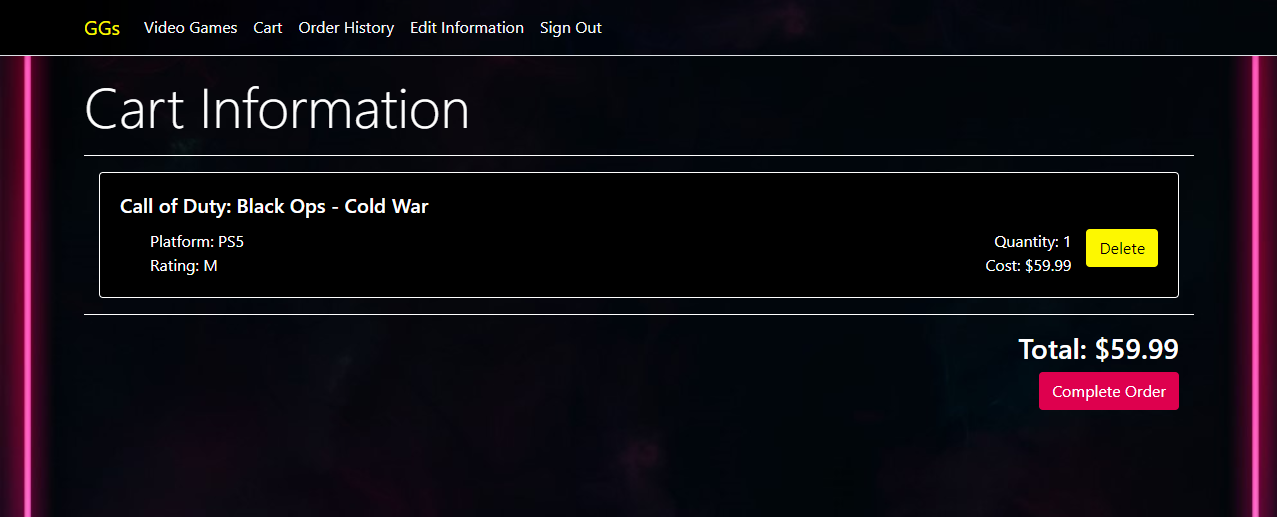 GGs Video Games Cart Order History Edit Information Sign Out
Cart Information
Call of Duty: Black Ops - Cold War
Platform: PS5 Quantity: 1 Delete
Rating: M Cost: $59.99
Total: $59.99
Complete Order